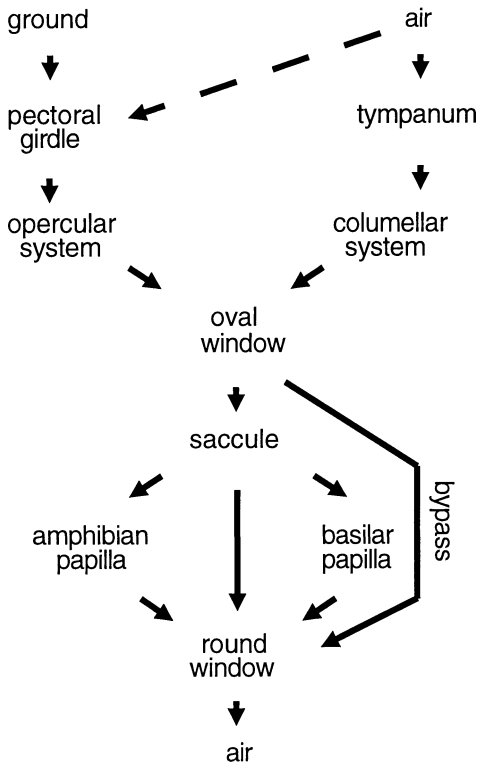 ground
air
pectoral
girdle
tympanum
opercular
system
columellar
system
oval
window
saccule
amphibian
papilla
basilar
papilla
bypass
round
window
air